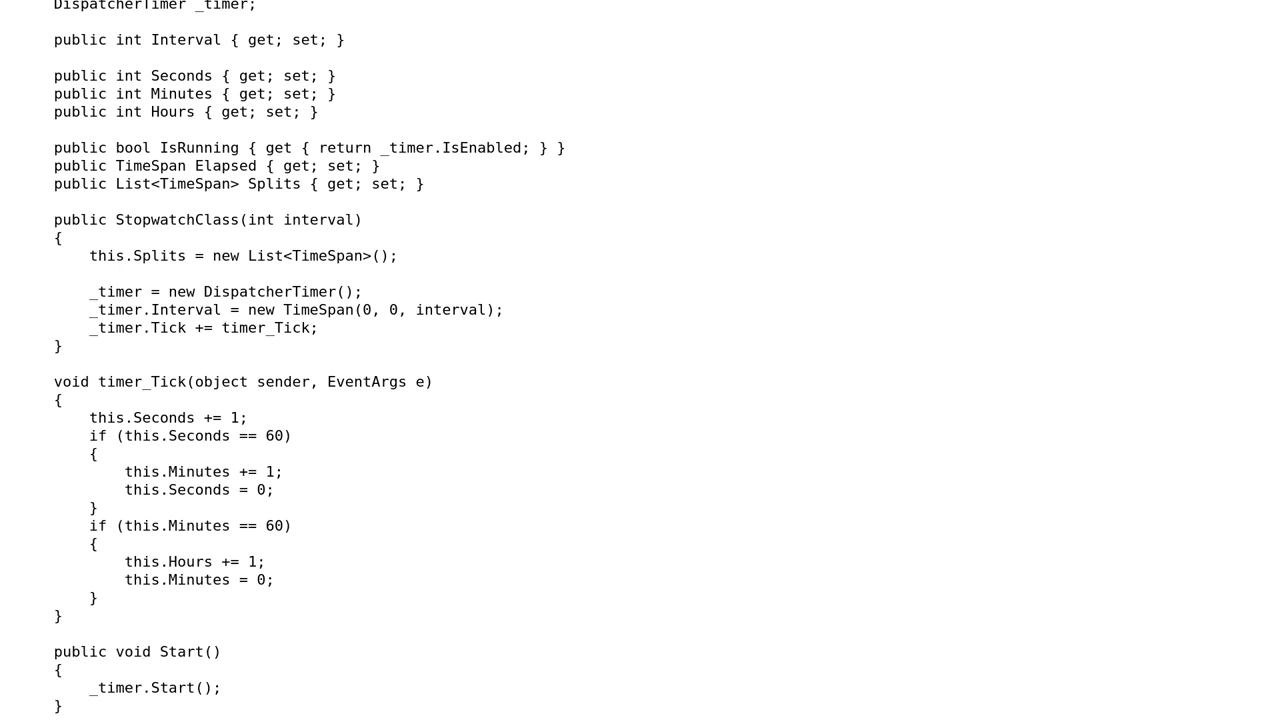 DispatcherTimer _timer;

public int Interval { get; set; }

public int Seconds { get; set; }
public int Minutes { get; set; }
public int Hours { get; set; }

public bool IsRunning { get { return _timer.IsEnabled; } }
public TimeSpan Elapsed { get; set; }
public List<TimeSpan> Splits { get; set; }

public StopwatchClass(int interval)
{
    this.Splits = new List<TimeSpan>();

    _timer = new DispatcherTimer();
    _timer.Interval = new TimeSpan(0, 0, interval);
    _timer.Tick += timer_Tick;
}

void timer_Tick(object sender, EventArgs e)
{
    this.Seconds += 1;
    if (this.Seconds == 60)
    {
        this.Minutes += 1;
        this.Seconds = 0;
    }
    if (this.Minutes == 60)
    {
        this.Hours += 1;
        this.Minutes = 0;
    }
}

public void Start()
{
    _timer.Start();
}